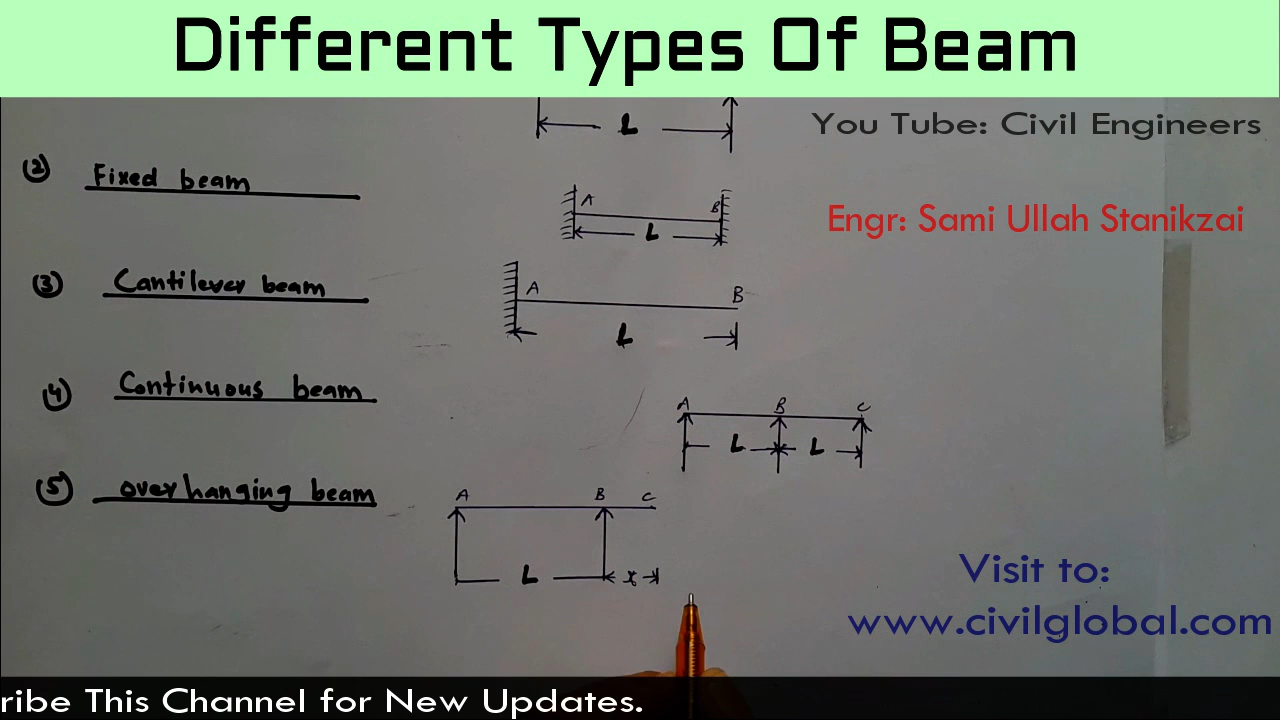 Different Types Of Beam
L
You Tube: Civil Engineers
(2) Fixed beam
A B
L
Engr: Sami Ullah Stanikzai
(3) Cantilever beam
A B
L
(4) Continuous beam
A B C
L L
(5) overhanging beam
A B C
L x
Visit to:
www.civilglobal.com
ribe This Channel for New Updates.